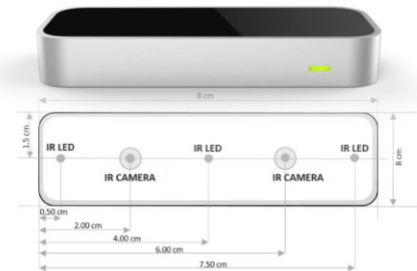 8 cm
1.5 cm
IR LED
IR LED
IR LED
IR CAMERA
IR CAMERA
8 cm
0,50 cm
2.00 cm
4.00 cm
6.00 cm
7.50 cm